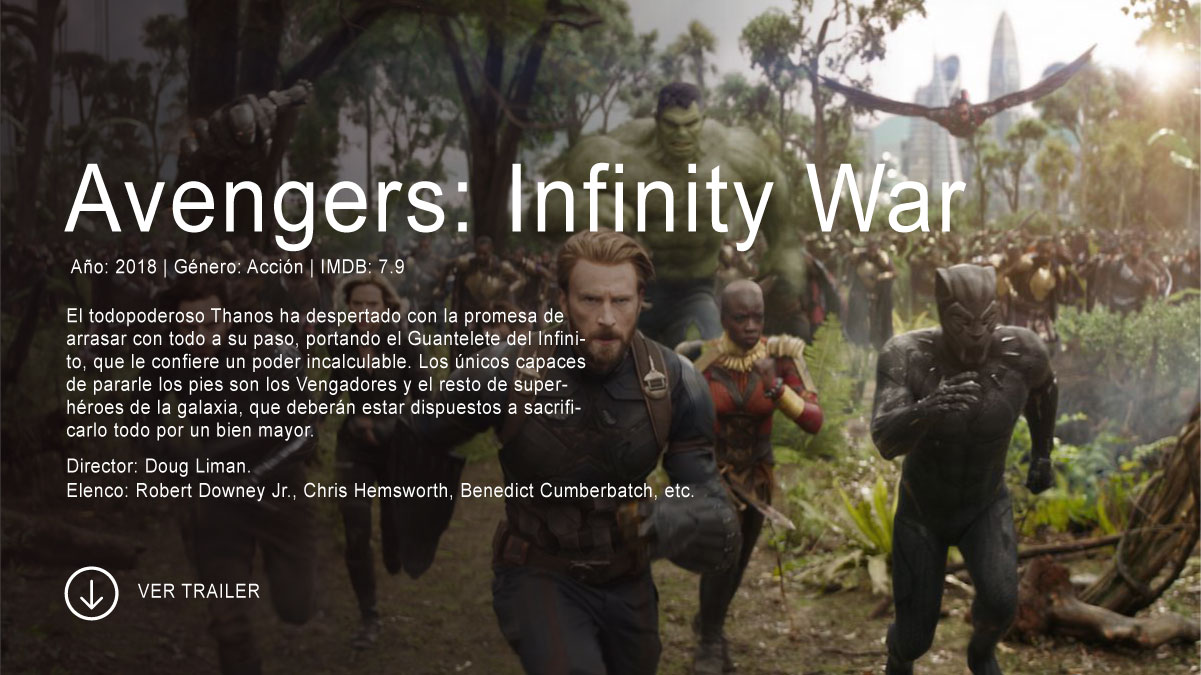 Avengers: Infinity War
Año: 2018 | Género: Acción | IMDB: 7.9
El todopoderoso Thanos ha despertado con la promesa de
arrasar con todo a su paso, portando el Guantelete del Infini-
to, que le confiere un poder incalculable. Los únicos capaces
de pararle los pies son los Vengadores y el resto de super-
héroes de la galaxia, que deberán estar dispuestos a sacrifi-
carlo todo por un bien mayor.
Director: Doug Liman.
Elenco: Robert Downey Jr., Chris Hemsworth, Benedict Cumberbatch, etc.
VER TRAILER